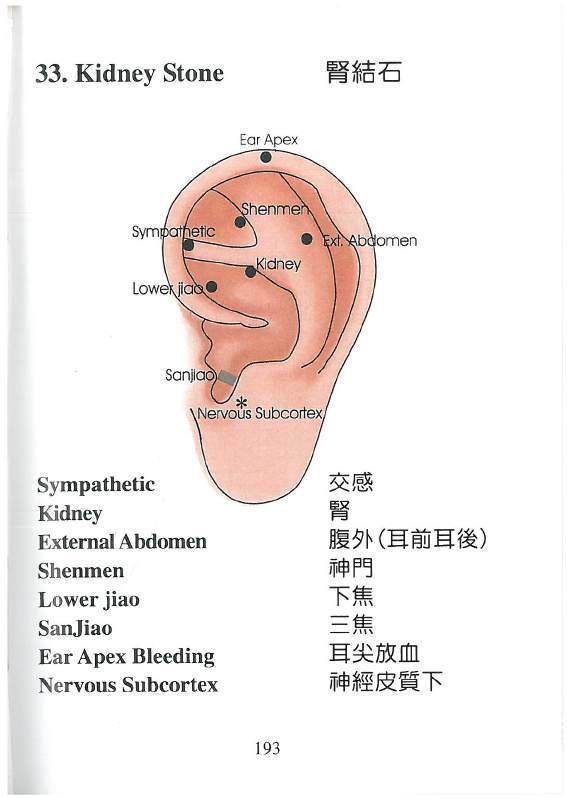 33. Kidney Stone 腎結石
Ear Apex
Shenmen
Sympathetic
Ext. Abdomen
Kidney
Lower jiao
Sanjiao
*
Nervous Subcortex
Sympathetic 交感
Kidney 腎
External Abdomen 腹外(耳前耳後)
Shenmen 神門
Lower jiao 下焦
SanJiao 三焦
Ear Apex Bleeding 耳尖放血
Nervous Subcortex 神經皮質下
193